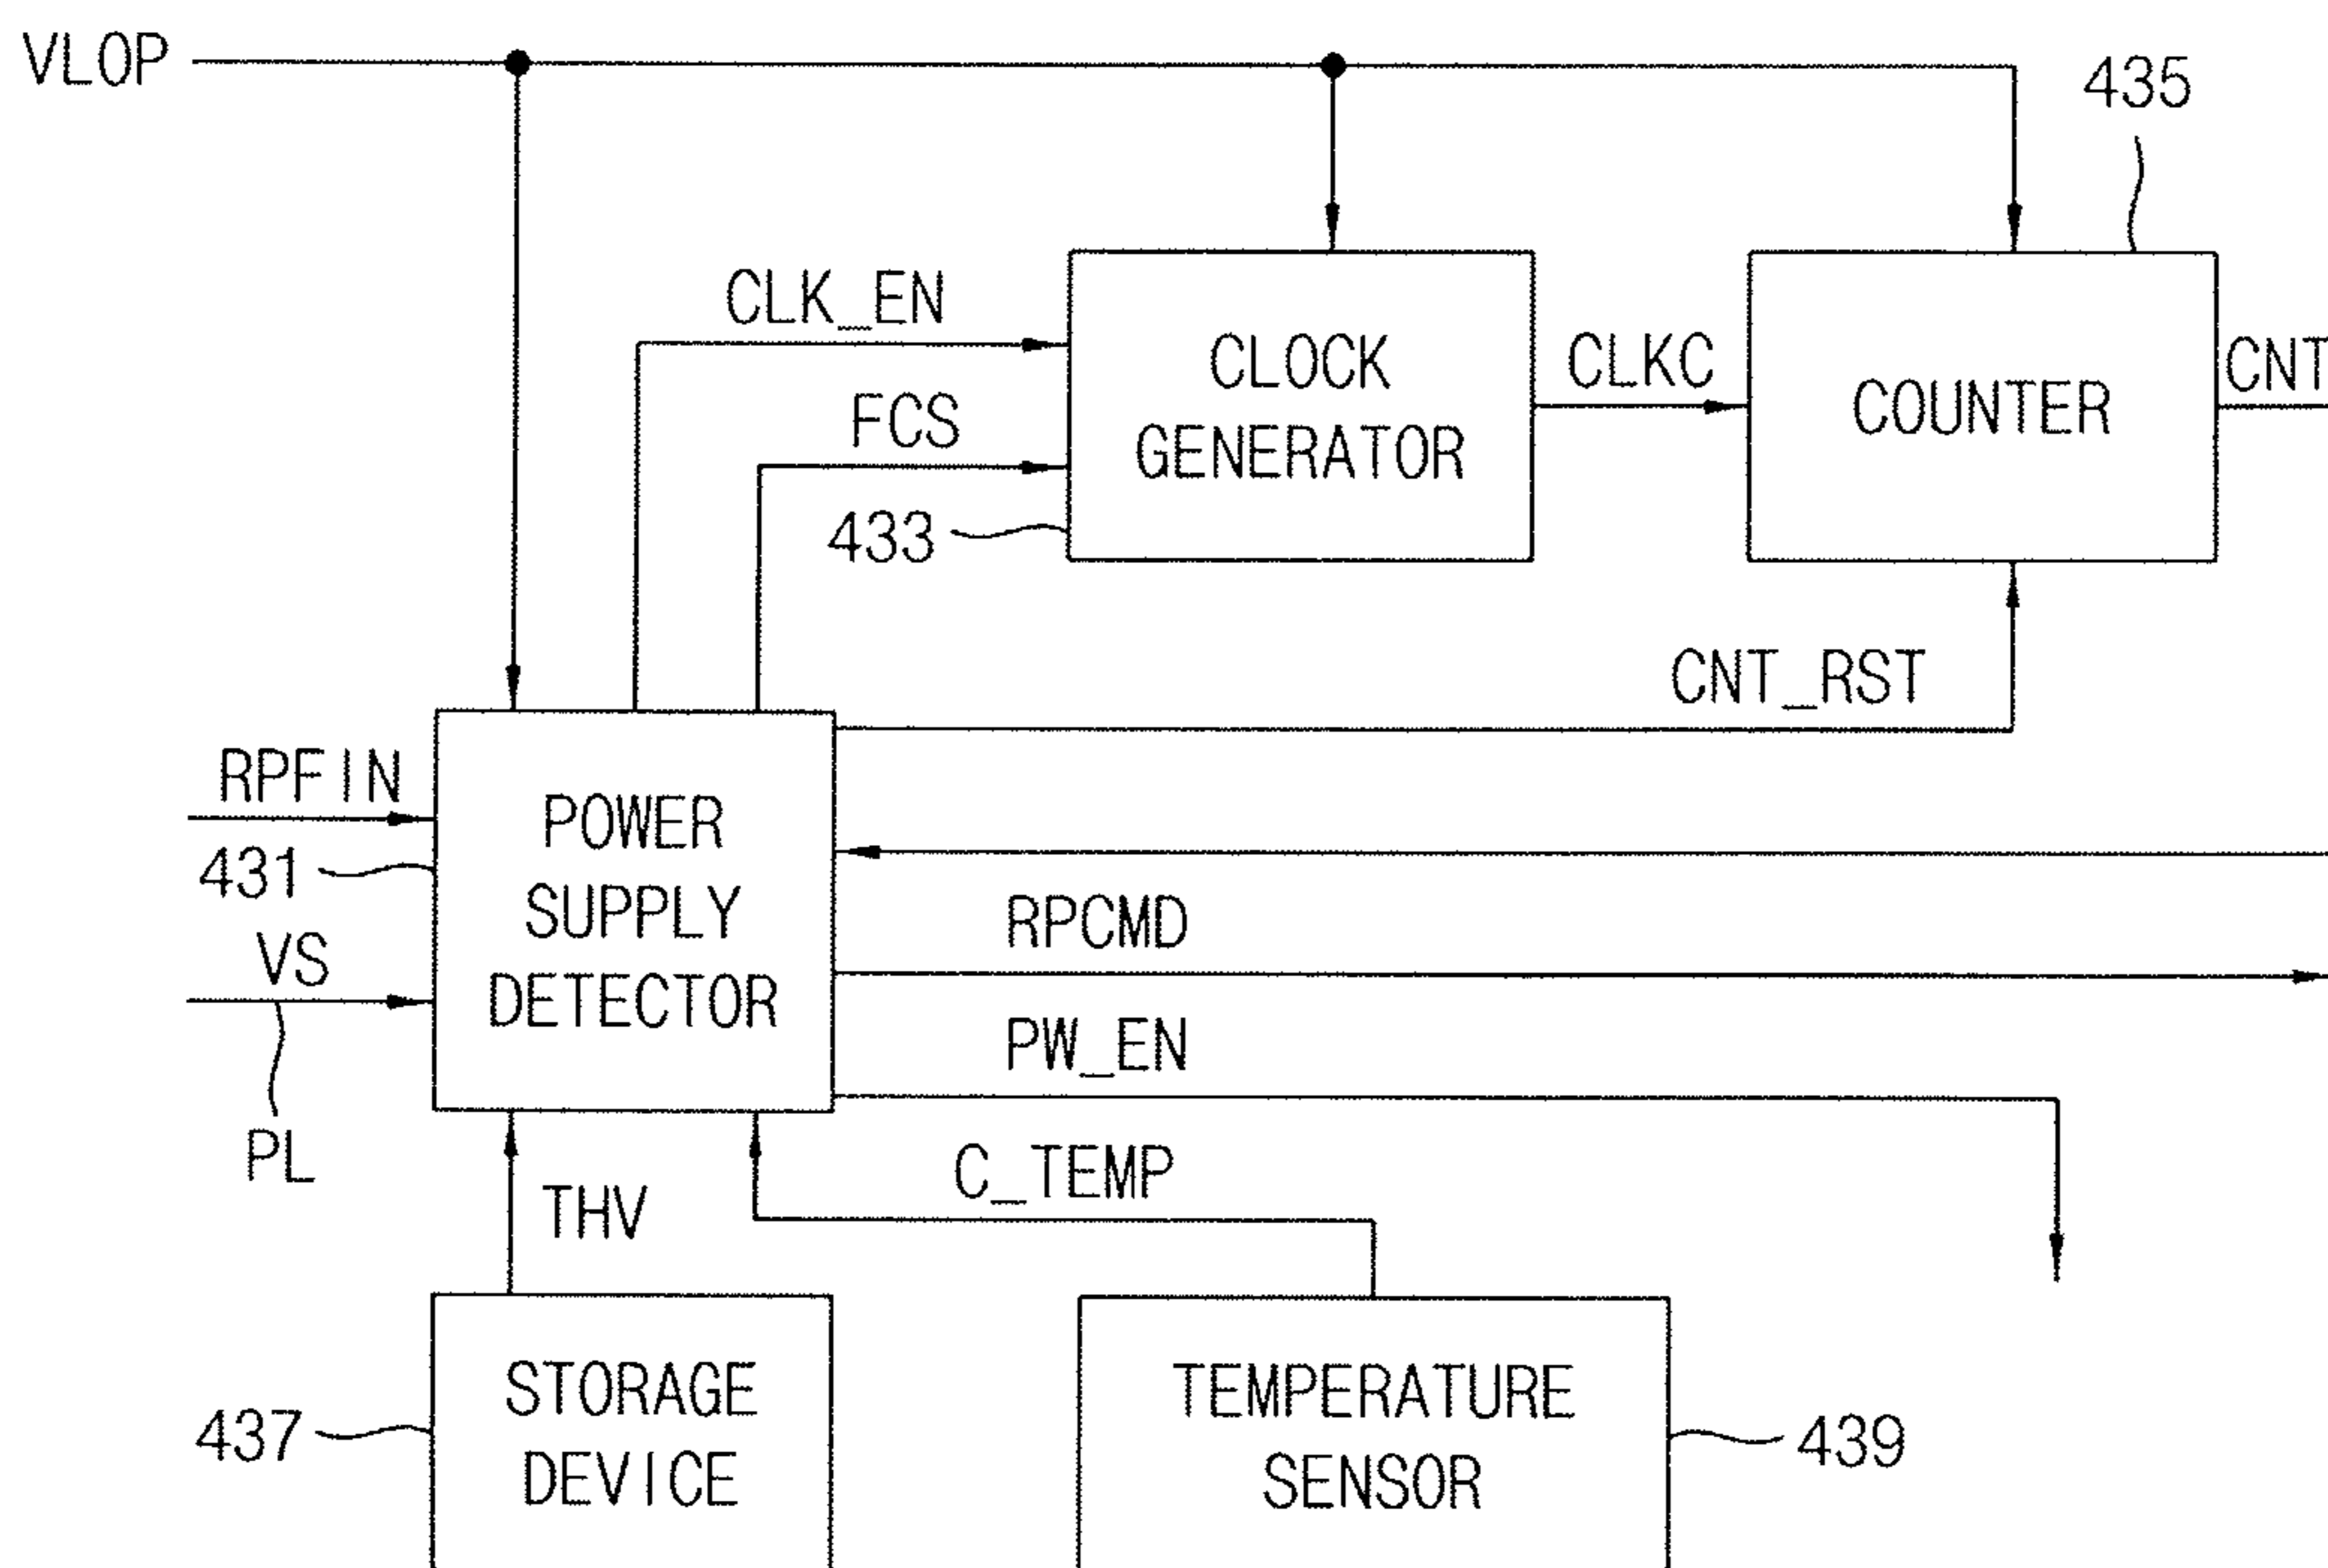 VLOP
435
CLK_EN
CLOCK
GENERATOR
CLKC
COUNTER
CNT
FCS
433
CNT_RST
RPFIN
431
POWER
SUPPLY
DETECTOR
VS
PL
RPCMD
PW_EN
THV
C_TEMP
STORAGE
DEVICE
437
TEMPERATURE
SENSOR
439